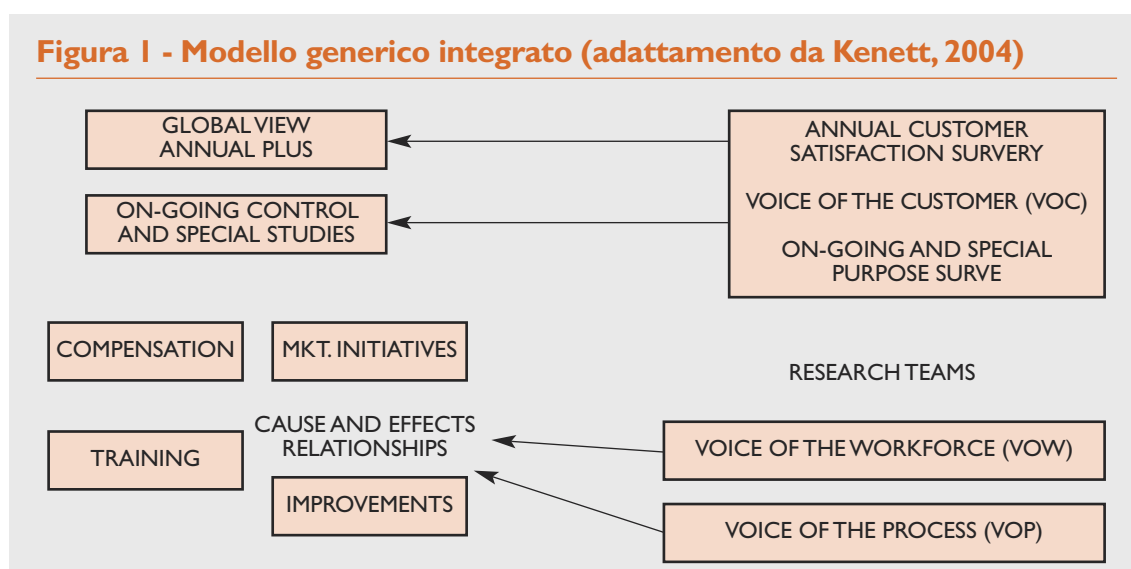 Figura 1 - Modello generico integrato (adattamento da Kenett, 2004)
GLOBAL VIEW
ANNUAL PLUS
ON-GOING CONTROL
AND SPECIAL STUDIES
ANNUAL CUSTOMER
SATISFACTION SURVERY
VOICE OF THE CUSTOMER (VOC)
ON-GOING AND SPECIAL
PURPOSE SURVE
COMPENSATION
MKT. INITIATIVES
RESEARCH TEAMS
TRAINING
CAUSE AND EFFECTS
RELATIONSHIPS
IMPROVEMENTS
VOICE OF THE WORKFORCE (VOW)
VOICE OF THE PROCESS (VOP)